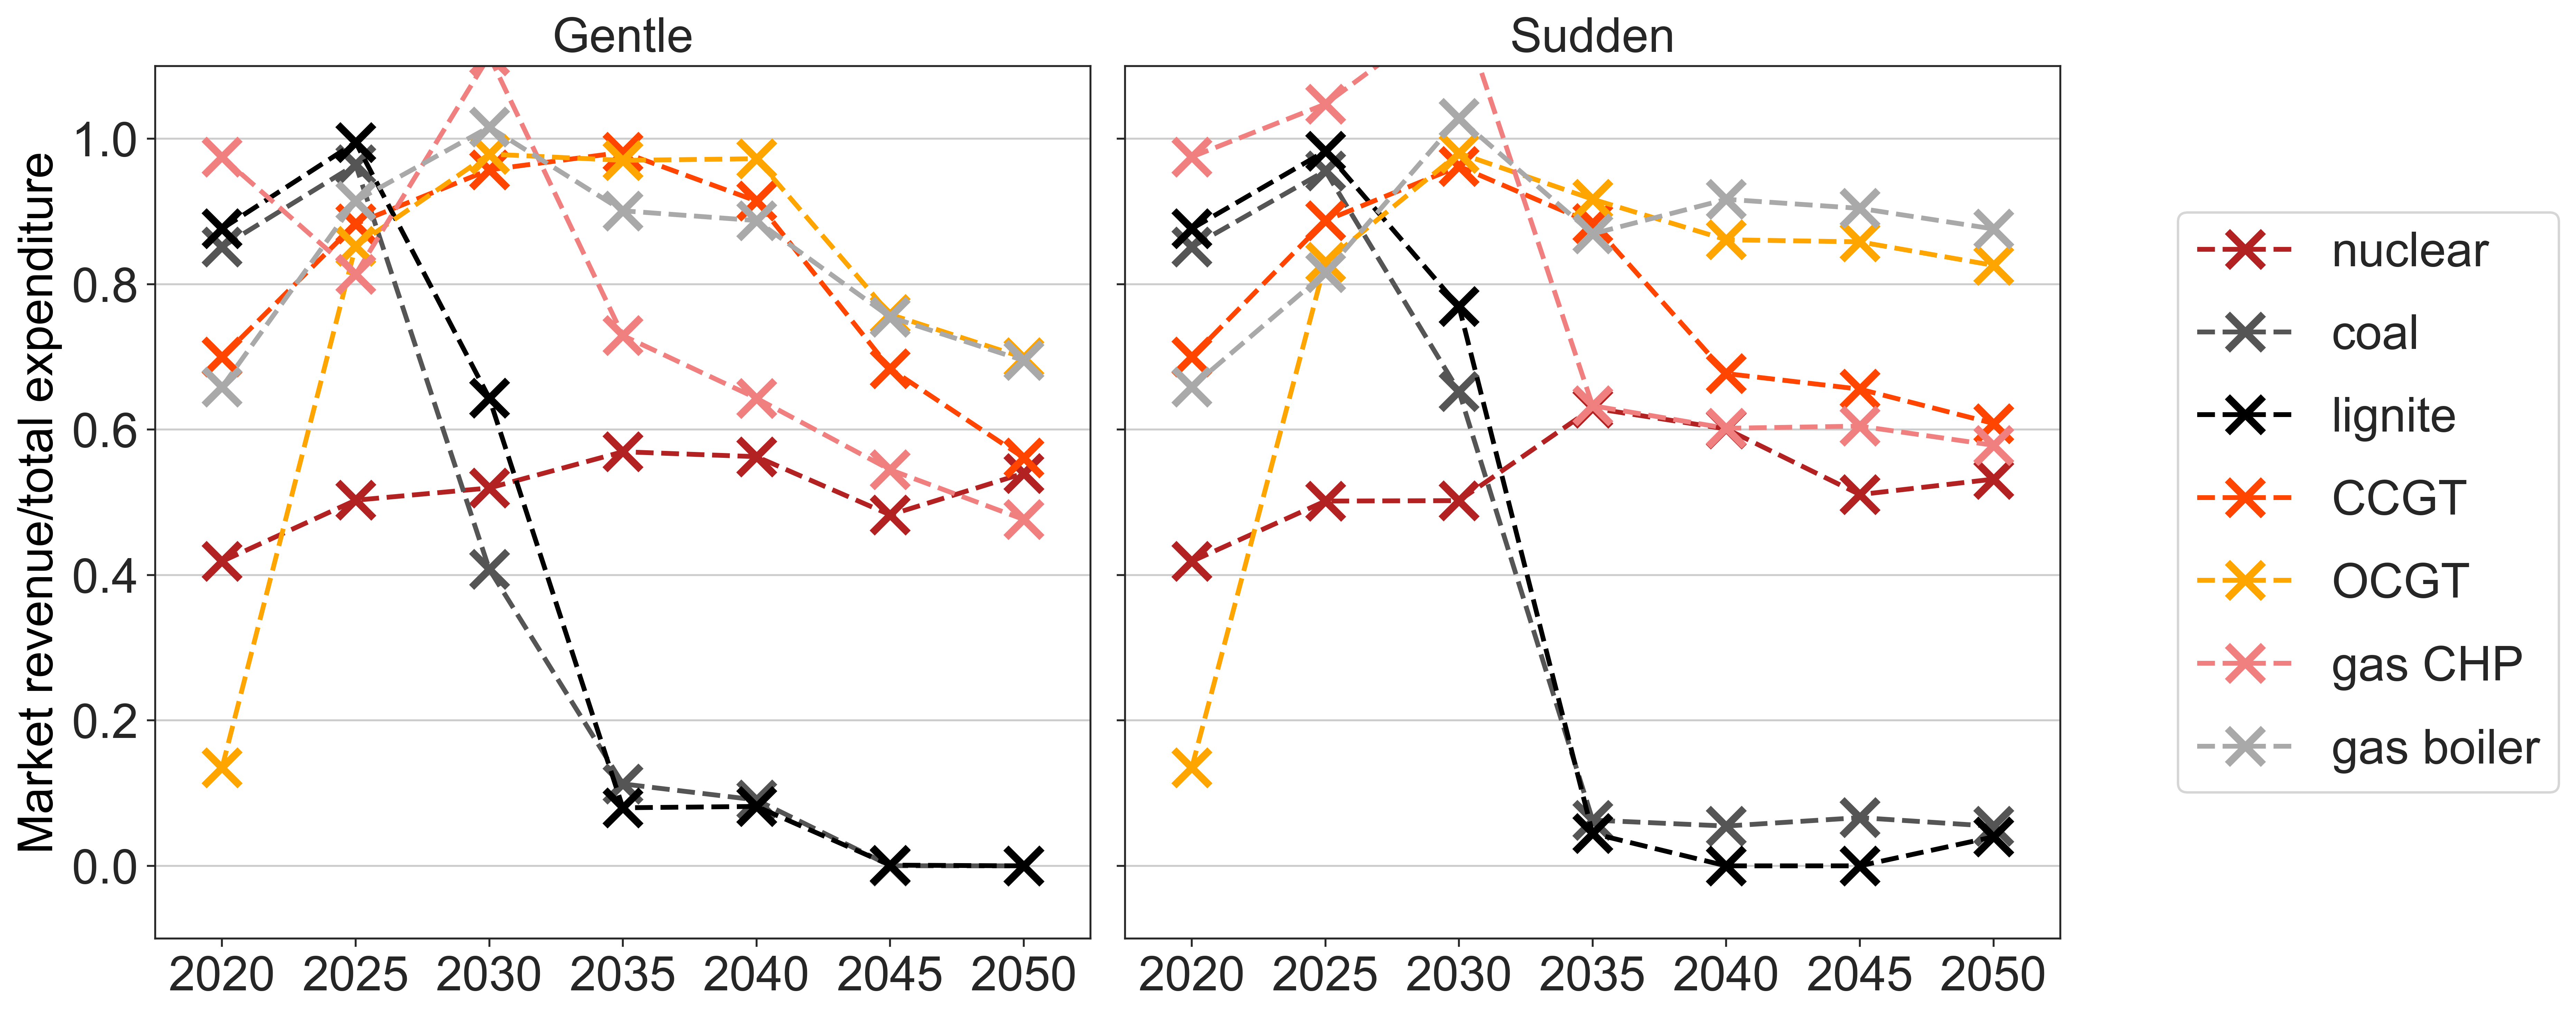 Gentle
Sudden
Market revenue/total expenditure
1.0
0.8
0.6
0.4
0.2
0.0
2020 2025 2030 2035 2040 2045 2050
2020 2025 2030 2035 2040 2045 2050
nuclear
coal
lignite
CCGT
OCGT
gas CHP
gas boiler